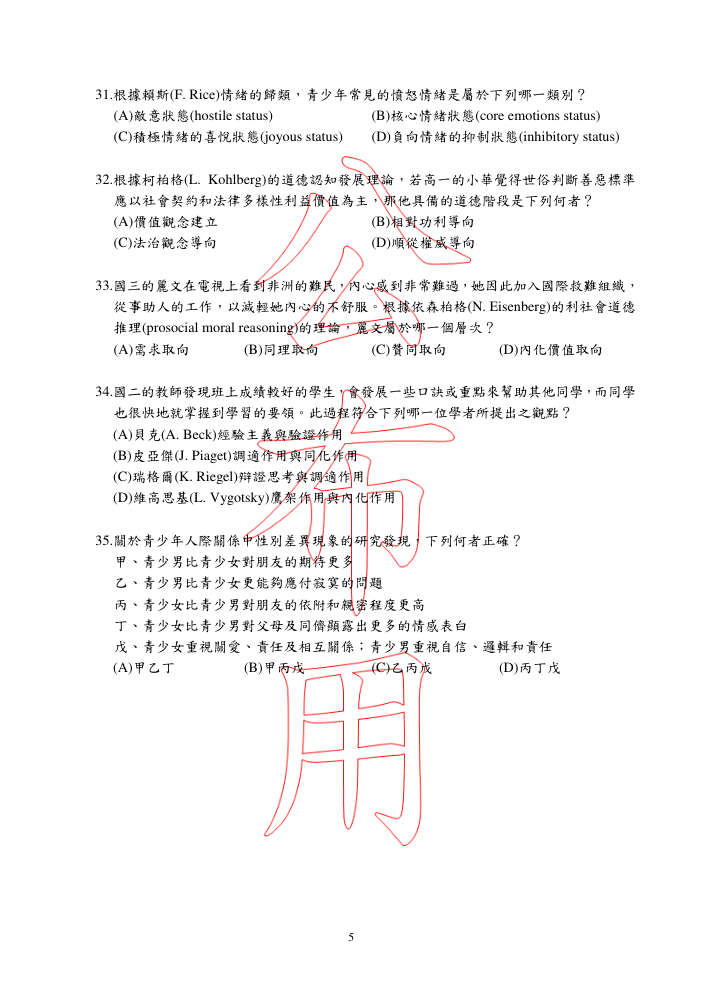 31.根據賴斯(F. Rice)情緒的歸類，青少年常見的憤怒情緒是屬於下列哪一類別？
(A)敵意狀態(hostile status) (B)核心情緒狀態(core emotions status)
(C)積極情緒的喜悅狀態(joyous status) (D)負向情緒的抑制狀態(inhibitory status)
32.根據柯柏格(L. Kohlberg)的道德認知發展理論，若高一的小華覺得世俗判斷善惡標準
應以社會契約和法律多樣性利益價值為主，那他具備的道德階段是下列何者？
(A)價值觀念建立 (B)相對功利導向
(C)法治觀念導向 (D)順從權威導向
33.國三的麗文在電視上看到非洲的難民，內心感到非常難過，她因此加入國際救難組織，
從事助人的工作，以減輕她內心的不舒服。根據依森柏格(N. Eisenberg)的利社會道德
推理(prosocial moral reasoning)的理論，麗文屬於哪一個層次？
(A)需求取向 (B)同理取向 (C)贊同取向 (D)內化價值取向
34.國二的教師發現班上成績較好的學生，會發展一些口訣或重點來幫助其他同學，而同學
也很快地就掌握到學習的要領。此過程符合下列哪一位學者所提出之觀點？
(A)貝克(A. Beck)經驗主義與驗證作用
(B)皮亞傑(J. Piaget)調適作用與同化作用
(C)瑞格爾(K. Riegel)辯證思考與調適作用
(D)維高思基(L. Vygotsky)鷹架作用與內化作用
35.關於青少年人際關係中性別差異現象的研究發現，下列何者正確？
甲、青少男比青少女對朋友的期待更多
乙、青少男比青少女更能夠應付寂寞的問題
丙、青少女比青少男對朋友的依附和親密程度更高
丁、青少女比青少男對父母及同儕顯露出更多的情感表白
戊、青少女重視關愛、責任及相互關係；青少男重視自信、邏輯和責任
(A)甲乙丁 (B)甲丙戊 (C)乙丙戊 (D)丙丁戊
公布用
5